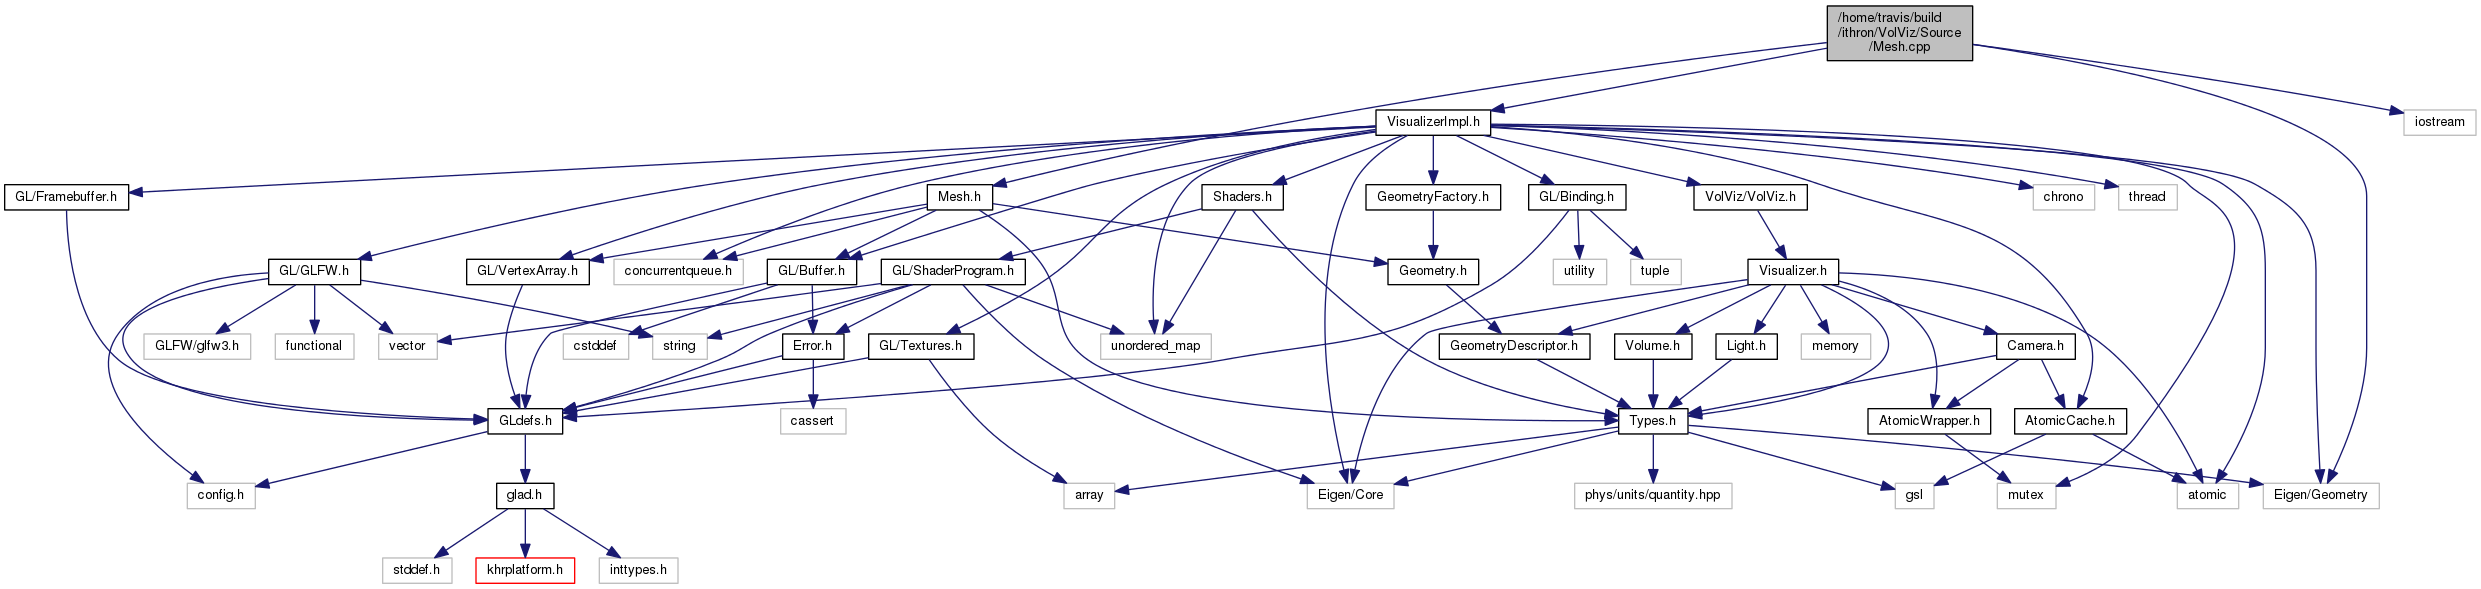 /home/travis/build
/ithron/VolViz/Source
/Mesh.cpp
VisualizerImpl.h
iostream
GL/Framebuffer.h
Mesh.h
Shaders.h
GeometryFactory.h
GL/Binding.h
VolViz/VolViz.h
chrono
thread
GL/GLFW.h
GL/VertexArray.h
concurrentqueue.h
GL/Buffer.h
GL/ShaderProgram.h
Geometry.h
utility
tuple
Visualizer.h
GLFW/glfw3.h
functional
vector
cstddef
string
Error.h
GL/Textures.h
unordered_map
GeometryDescriptor.h
Volume.h
Light.h
memory
Camera.h
GLdefs.h
cassert
Types.h
AtomicWrapper.h
AtomicCache.h
config.h
glad.h
array
Eigen/Core
phys/units/quantity.hpp
gsl
mutex
atomic
Eigen/Geometry
stddef.h
khrplatform.h
inttypes.h